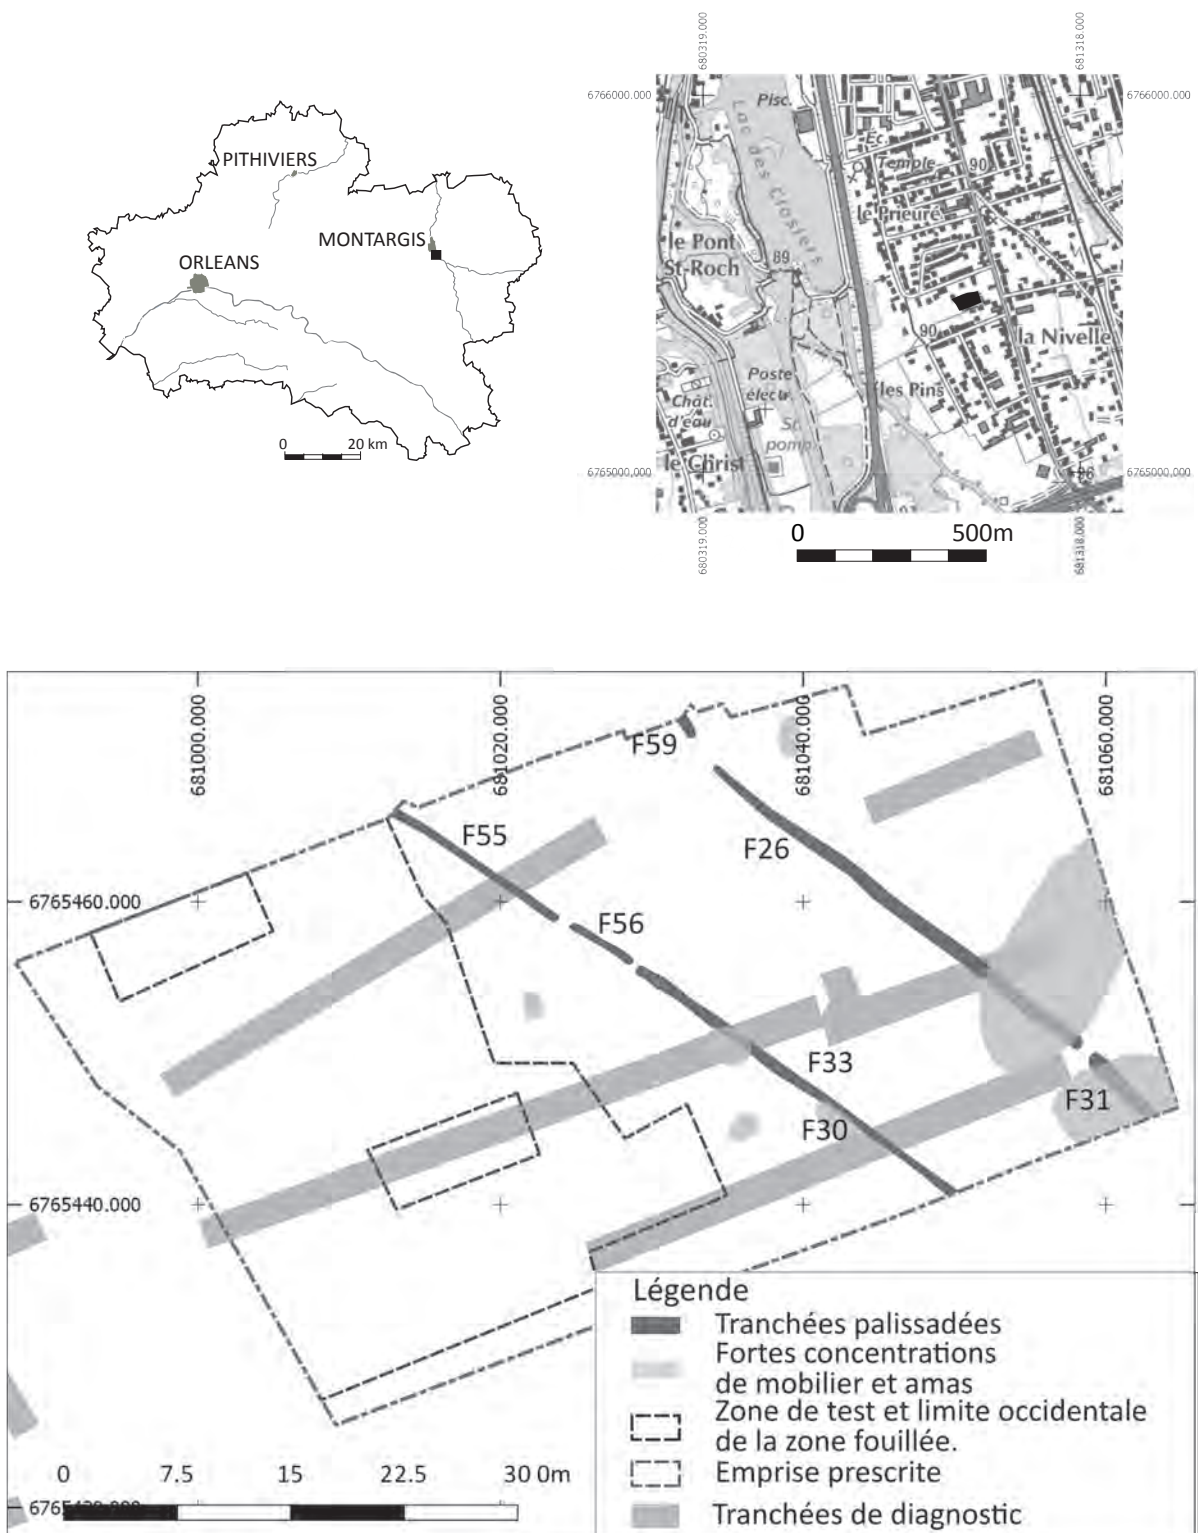 PITHIVIERS
MONTARGIS
ORLEANS
0 20 km
680319.000
681318.000
6766000.000
6766000.000
Pisc.
Lac des Closiers
Ec.
Temple
90
le Prieuré
le Pont
St-Roch
89
90
la Nivelle
Poste
électr.
les Pins
Chât.
d'eau
St.
pomp.
le Christ
6765000.000
6765000.000
680319.000
681318.000
0 500m
681000.000
681020.000
681040.000
681060.000
F59
F55
F26
6765460.000
F56
F33
F31
F30
6765440.000
Légende
Tranchées palissadées
Fortes concentrations
de mobilier et amas
Zone de test et limite occidentale
de la zone fouillée.
Emprise prescrite
Tranchées de diagnostic
0 7.5 15 22.5 30 0m